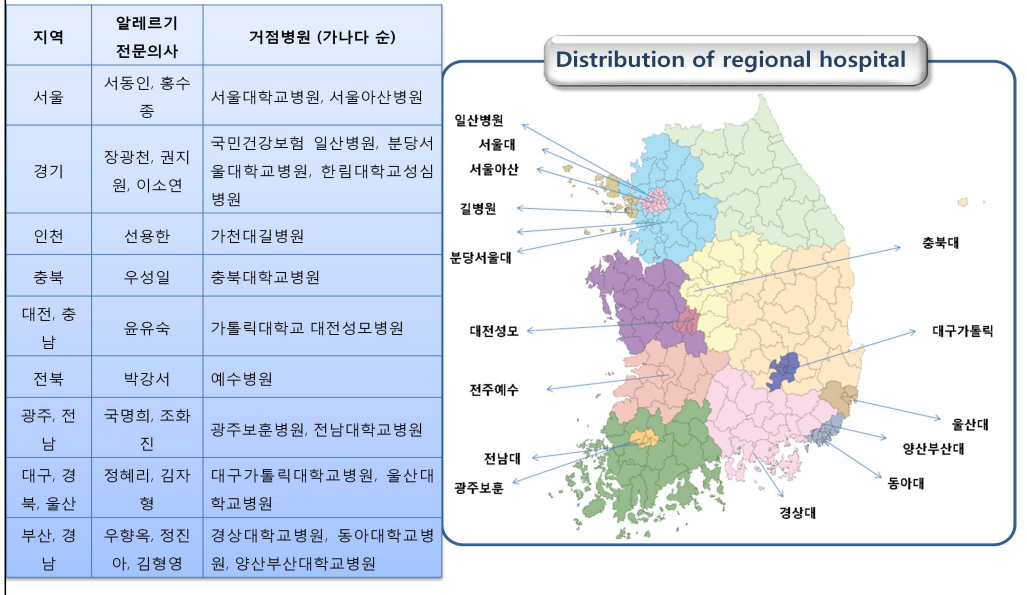 지역
알레르기
전문의사
거점병원 (가나다 순)
서울
서동인, 홍수
종
서울대학교병원, 서울아산병원
경기
장광천, 권지
원, 이소연
국민건강보험 일산병원, 분당서
울대학교병원, 한림대학교성심
병원
인천
선용한
가천대길병원
충북
우성일
충북대학교병원
대전, 충
남
윤유숙
가톨릭대학교 대전성모병원
전북
박강서
예수병원
광주, 전
남
국명희, 조화
진
광주보훈병원, 전남대학교병원
대구, 경
북, 울산
정혜리, 김자
형
대구가톨릭대학교병원, 울산대
학교병원
부산, 경
남
우향옥, 정진
아, 김형영
경상대학교병원, 동아대학교병
원, 양산부산대학교병원
Distribution of regional hospital
일산병원
서울대
서울아산
길병원
분당서울대
충북대
대전성모
대구가톨릭
전주예수
울산대
양산부산대
전남대
동아대
광주보훈
경상대